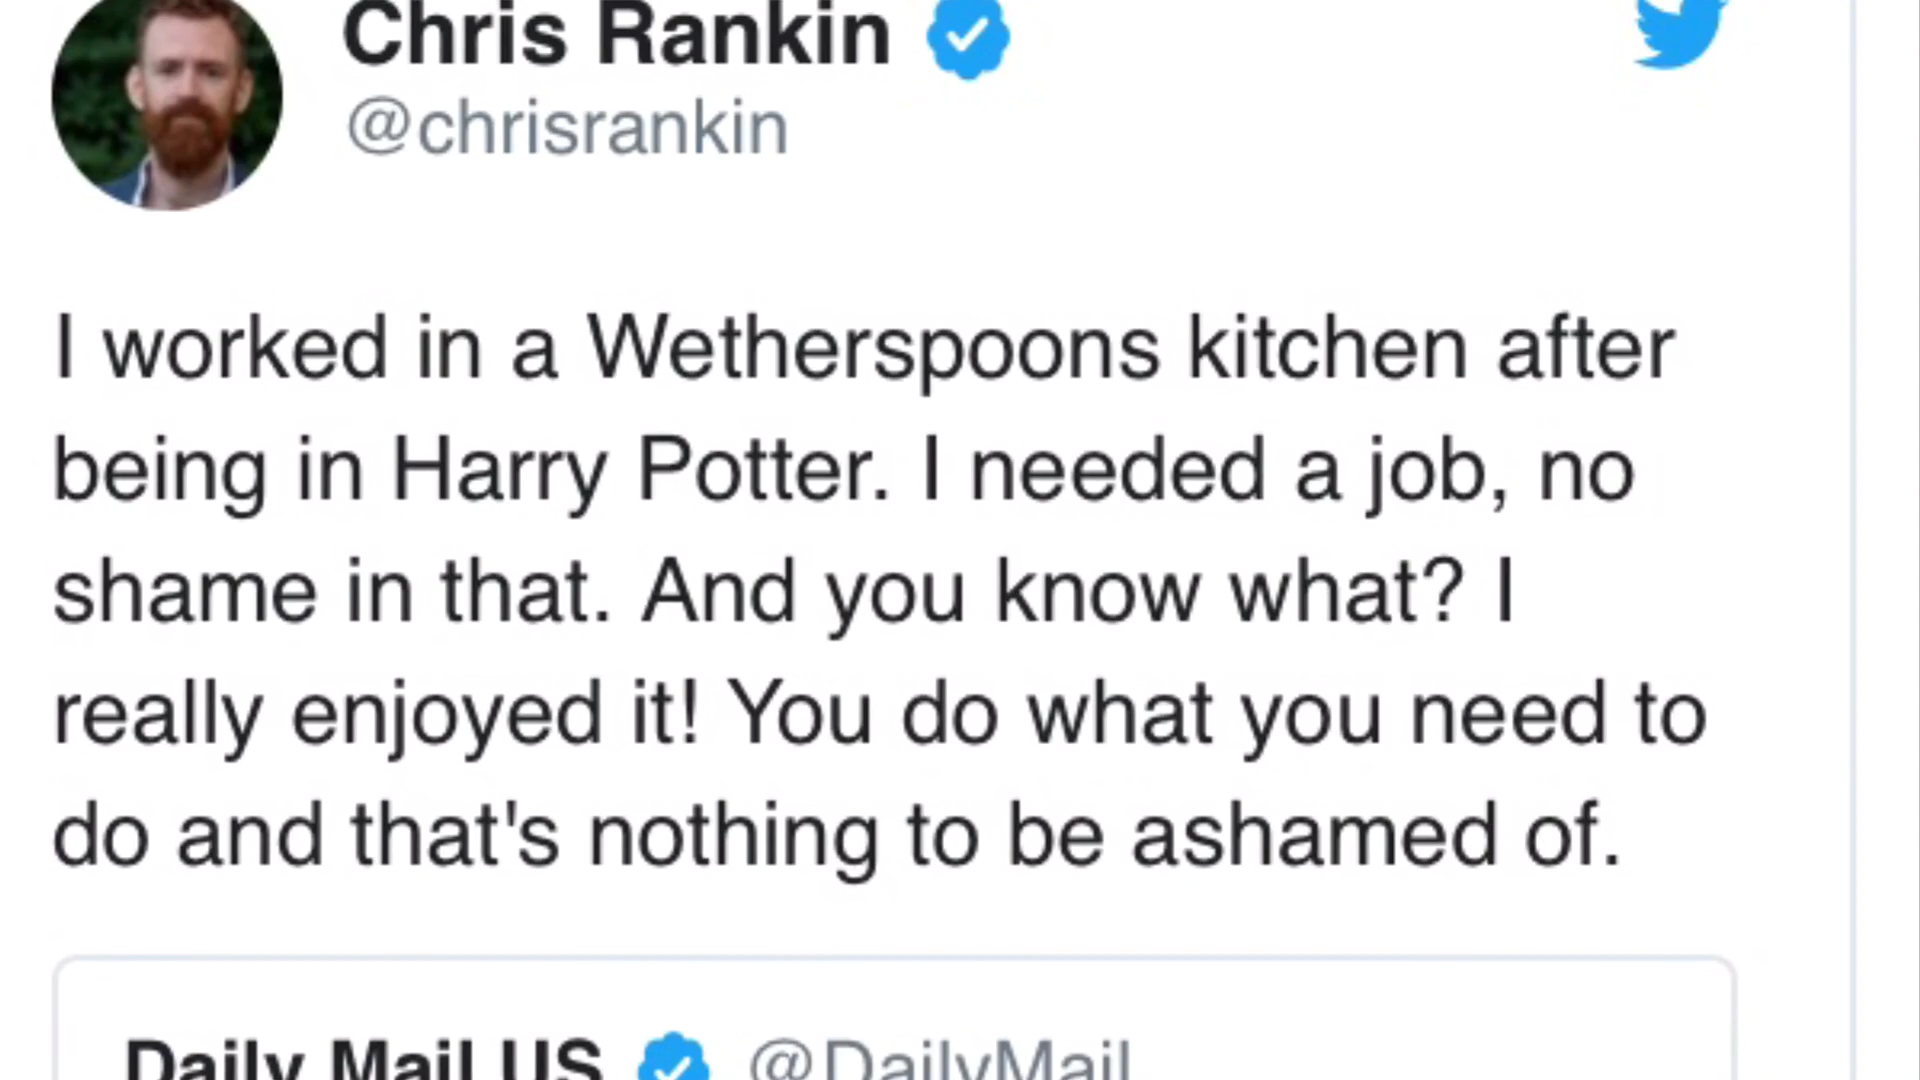 Chris Rankin
@chrisrankin
I worked in a Wetherspoons kitchen after
being in Harry Potter. I needed a job, no
shame in that. And you know what? I
really enjoyed it! You do what you need to
do and that's nothing to be ashamed of.
Daily Mail US @DailyMail